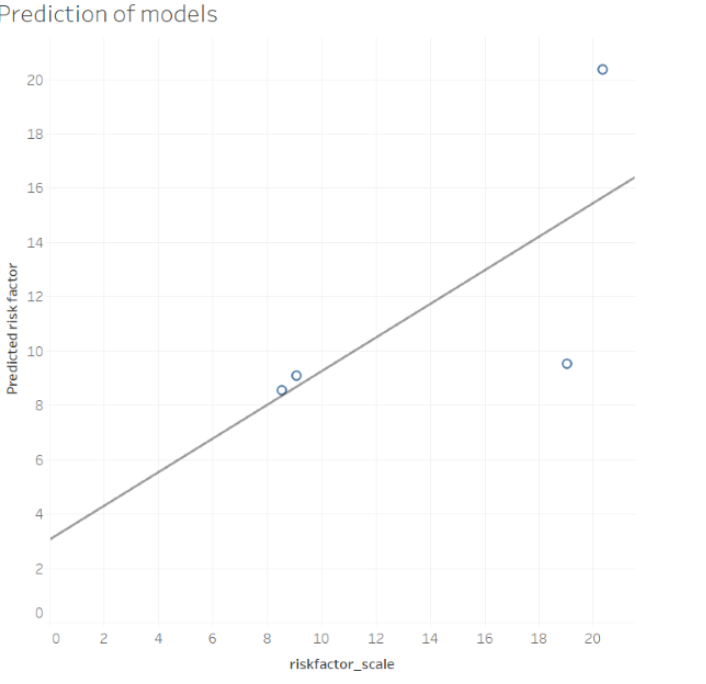 Prediction of models
20
18
16
14
12
10
8
6
4
2
0
Predicted risk factor
0 2 4 6 8 10 12 14 16 18 20
riskfactor_scale